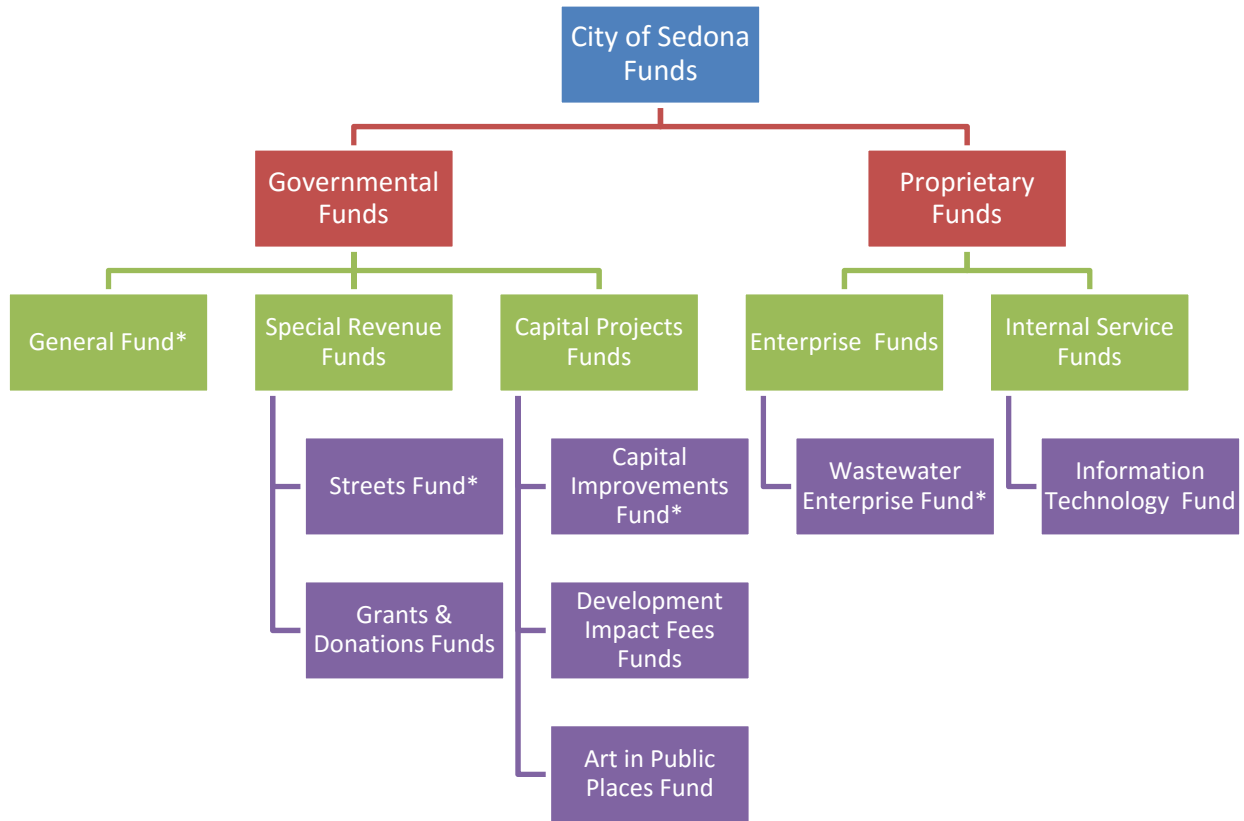 City of Sedona
Funds
Governmental
Funds
Proprietary
Funds
General Fund*
Special Revenue
Funds
Capital Projects
Funds
Enterprise Funds
Internal Service
Funds
Streets Fund*
Capital
Improvements
Fund*
Wastewater
Enterprise Fund*
Information
Technology Fund
Grants &
Donations Funds
Development
Impact Fees
Funds
Art in Public
Places Fund